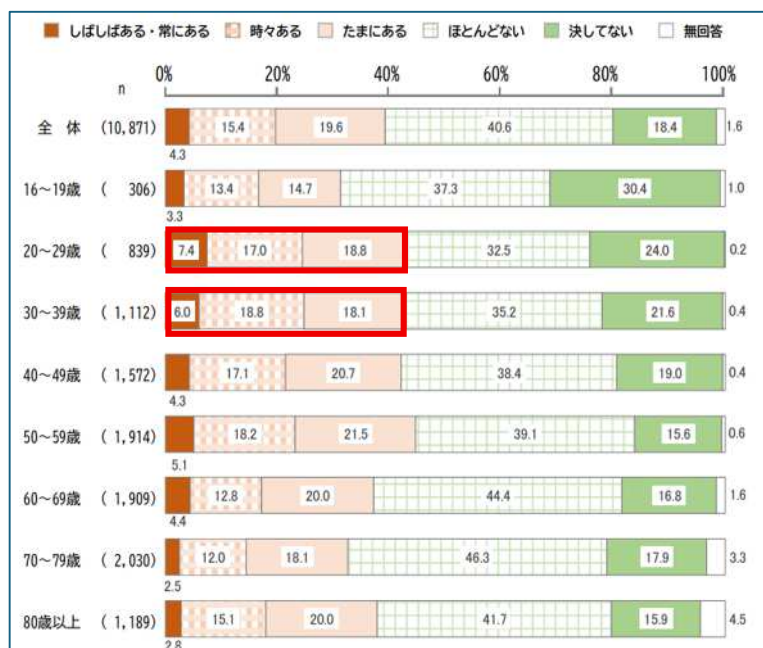 しばしばある・常にある 時々ある たまにある ほとんどない 決してない 無回答
n 0% 20% 40% 60% 80% 100%
全 体 (10,871) 15.4 19.6 40.6 18.4 1.6
4.3
16～19歳 ( 306) 13.4 14.7 37.3 30.4 1.0
3.3
20～29歳 ( 839) 7.4 17.0 18.8 32.5 24.0 0.2
30～39歳 ( 1,112) 6.0 18.8 18.1 35.2 21.6 0.4
40～49歳 ( 1,572) 17.1 20.7 38.4 19.0 0.4
4.3
50～59歳 ( 1,914) 18.2 21.5 39.1 15.6 0.6
5.1
60～69歳 ( 1,909) 12.8 20.0 44.4 16.8 1.6
4.4
70～79歳 ( 2,030) 12.0 18.1 46.3 17.9 3.3
2.5
80歳以上 ( 1,189) 15.1 20.0 41.7 15.9 4.5
2.8